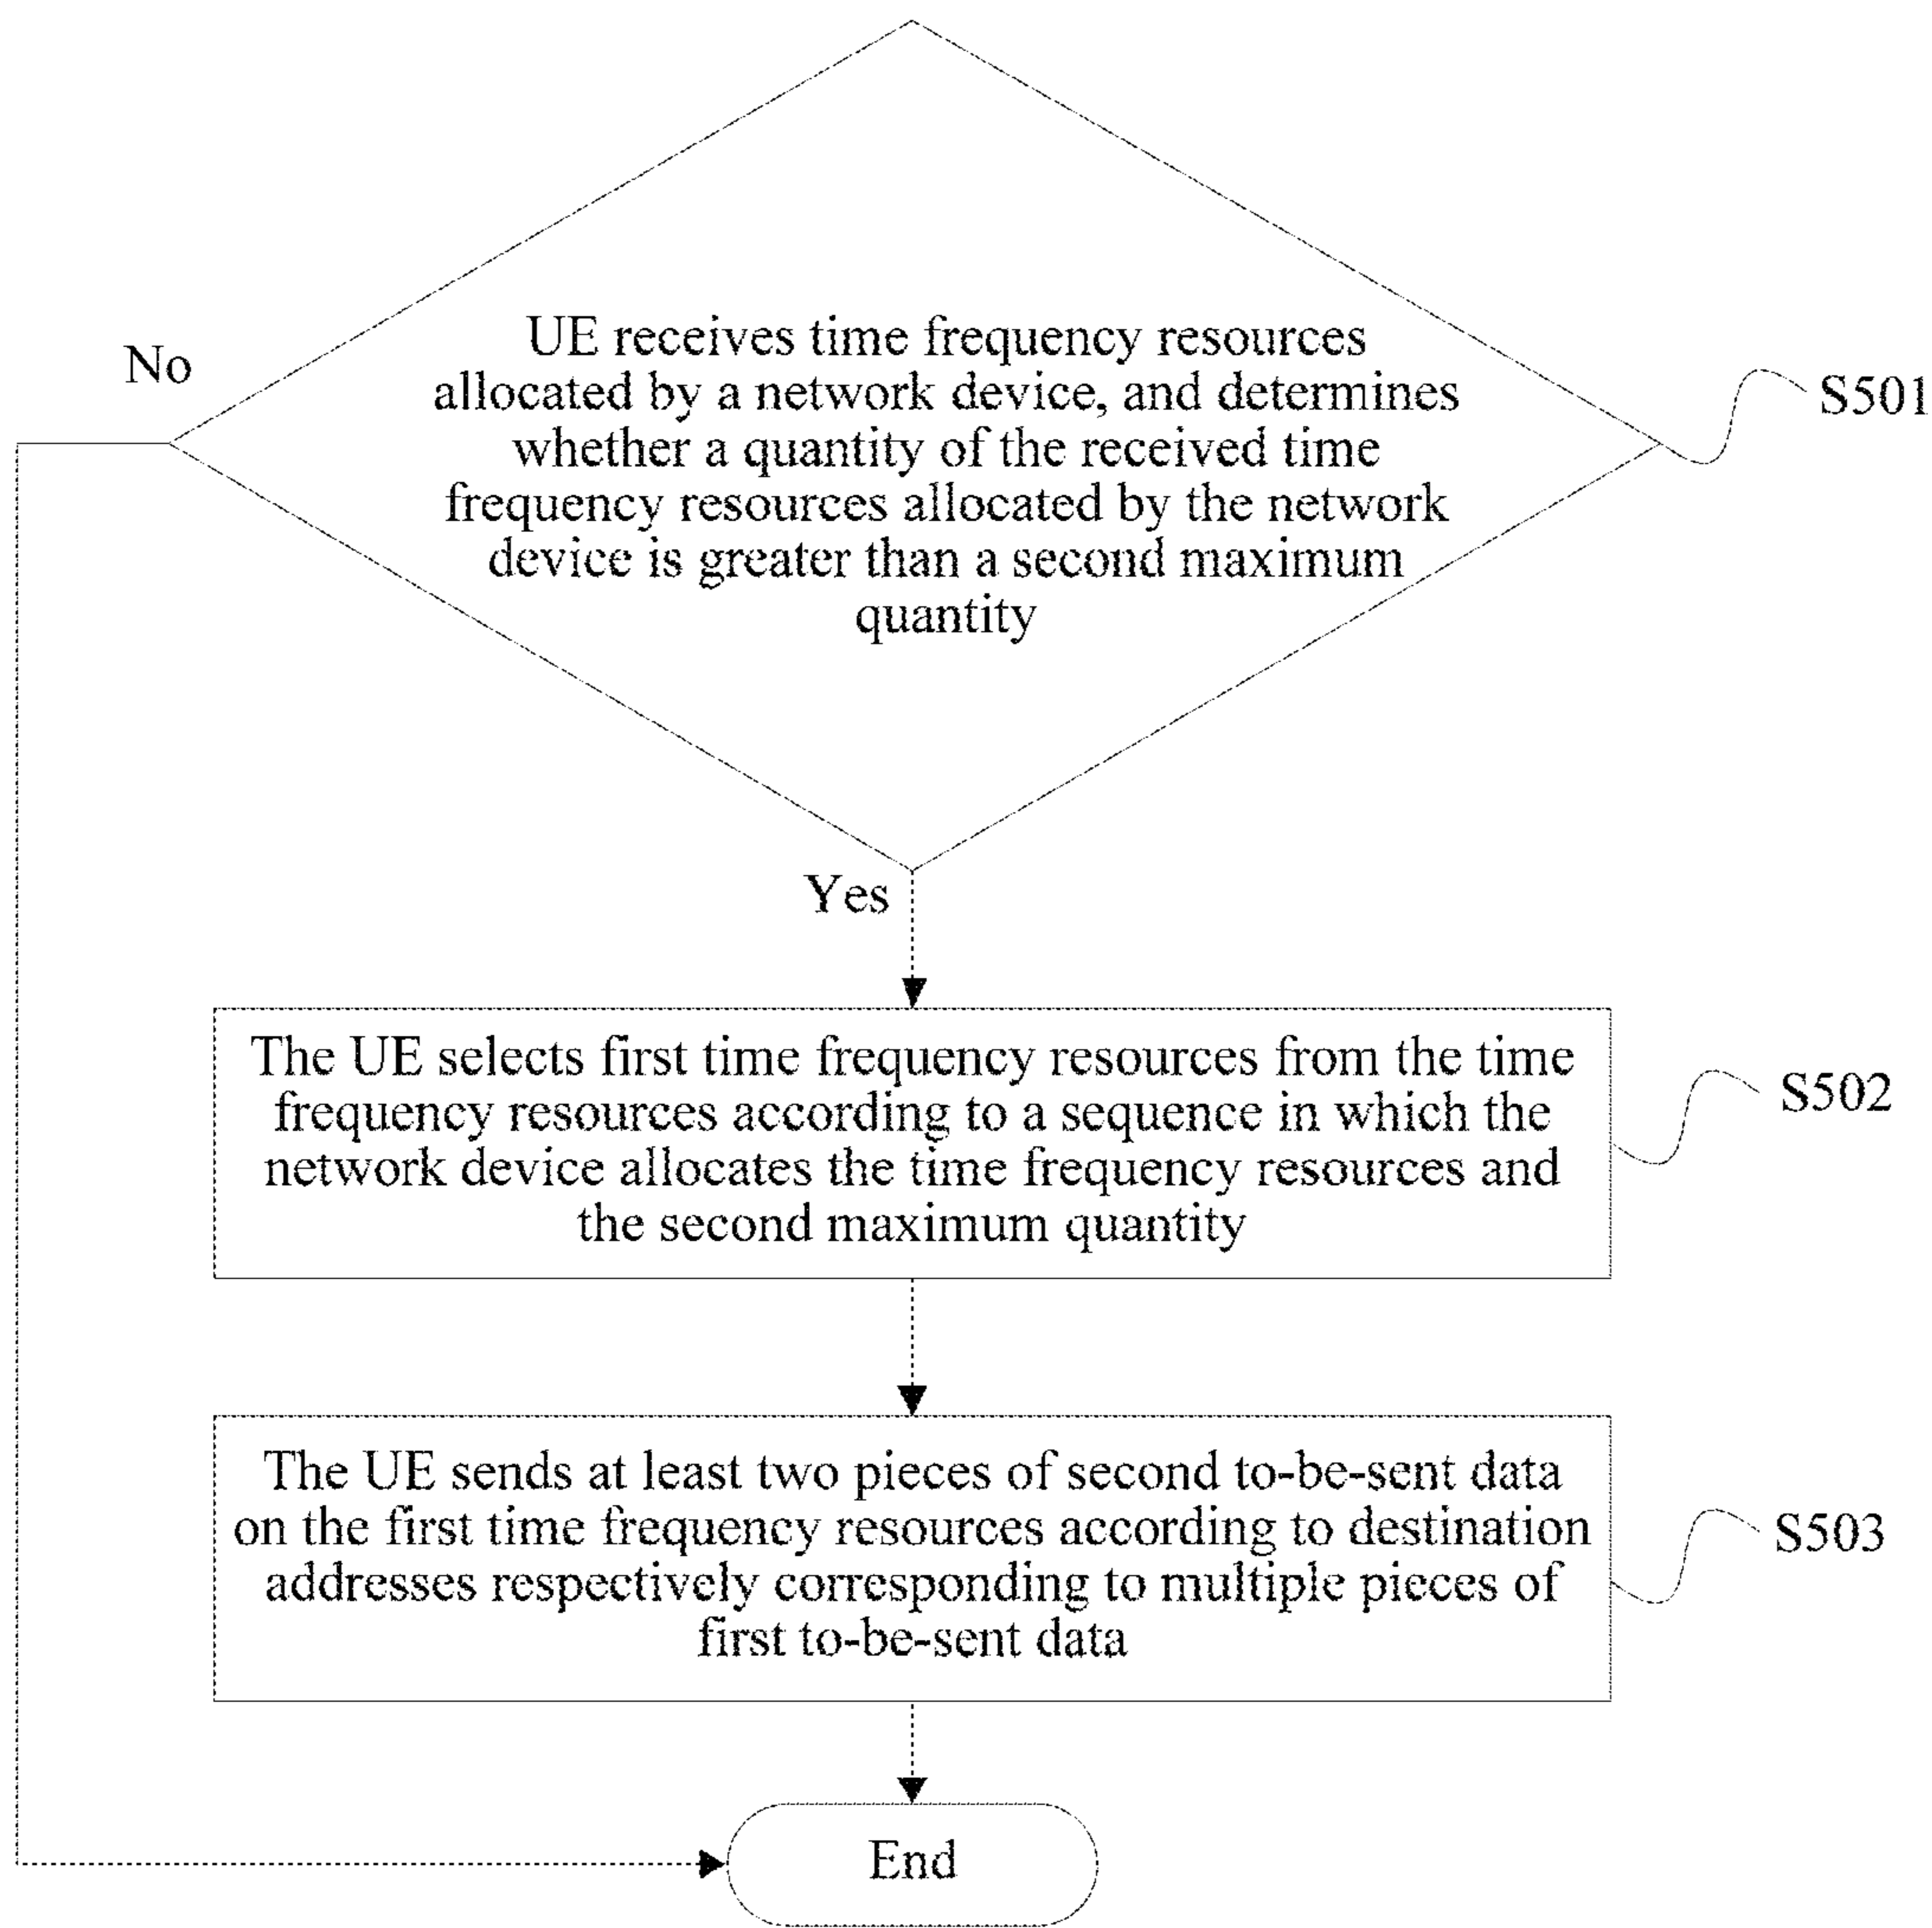 UE receives time frequency resources
allocated by a network device, and determines
whether a quantity of the received time
frequency resources allocated by the network
device is greater than a second maximum
quantity
No
S501
Yes
The UE selects first time frequency resources from the time
frequency resources according to a sequence in which the
network device allocates the time frequency resources and
the second maximum quantity
S502
The UE sends at least two pieces of second to-be-sent data
on the first time frequency resources according to destination
addresses respectively corresponding to multiple pieces of
first to-be-sent data
S503
End